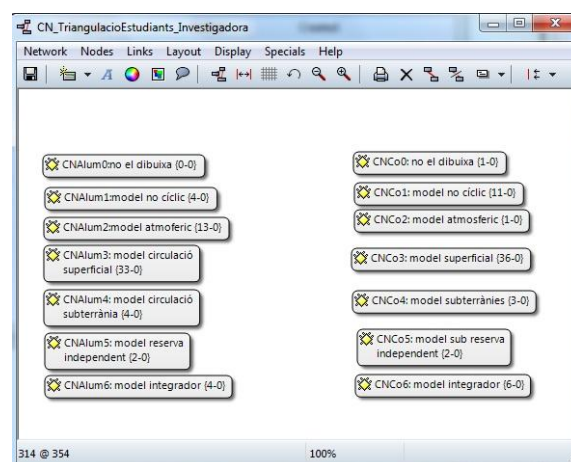 CN_TriangulacioEstudiants_Investigadora
Network Nodes Links Layout Display Specials Help
CNAlum0:no el dibuixa {0-0}
CNAlum1:model no cíclic {4-0}
CNAlum2:model atmoferic {13-0}
CNAlum3: model circulació
superficial {33-0}
CNAlum4: model circulació
subterrània {4-0}
CNAlum5: model reserva
independent {2-0}
CNAlum6: model integrador {4-0}
CNCo0: no el dibuixa {1-0}
CNCo1: model no cíclic {11-0}
CNCo2: model atmosferic {1-0}
CNCo3: model superficial {36-0}
CNCo4: model subterrànies {3-0}
CNCo5: model sub reserva
independent {2-0}
CNCo6: model integrador {6-0}
314 @ 354 100%